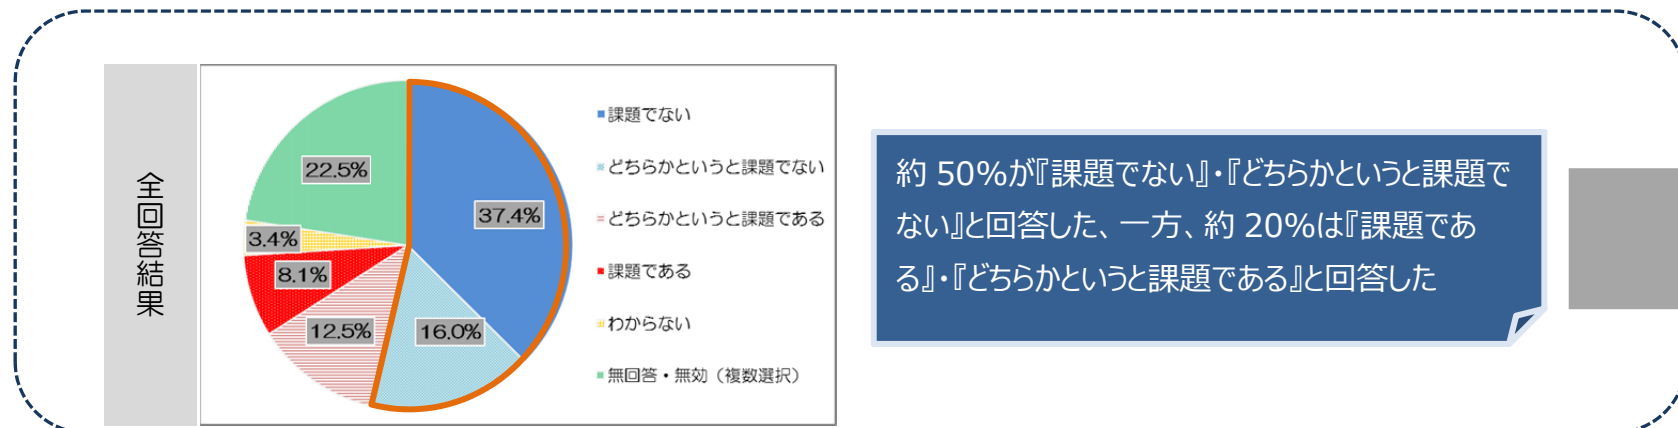 全回答結果
22.5%
37.4%
3.4%
8.1%
12.5%
16.0%
課題でない
どちらかというと課題でない
どちらかというと課題である
課題である
わからない
無回答・無効（複数選択）
約 50%が『課題でない』・『どちらかというと課題で
ない』と回答した、一方、約 20%は『課題であ
る』・『どちらかというと課題である』と回答した